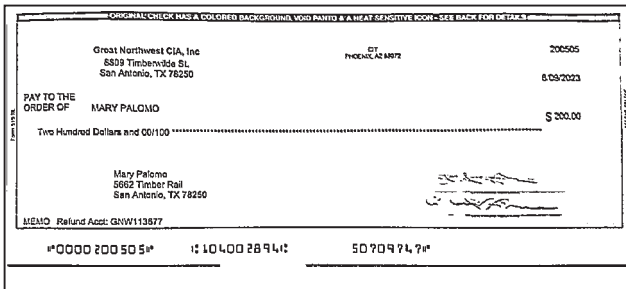 ORIGINAL CHECK HAS A COLORED BACKGROUND, VOID PANTO & A HEAT SENSITIVE ICON - SEE BACK FOR DETAILS
Great Northwest CIA, Inc
8809 Timberwilde St.
San Antonio, TX 78250
CIT
PHOENIX, AZ
200505
8/09/2023
PAY TO THE
ORDER OF MARY PALOMO
$ 200.00
Two Hundred Dollars and 00/100
Mary Palomo
5662 Timber Rail
San Antonio, TX 78250
MEMO Refund Acct: GNW113677
⑈0000200505⑈ ⑆104002894⑆ 50709747⑈